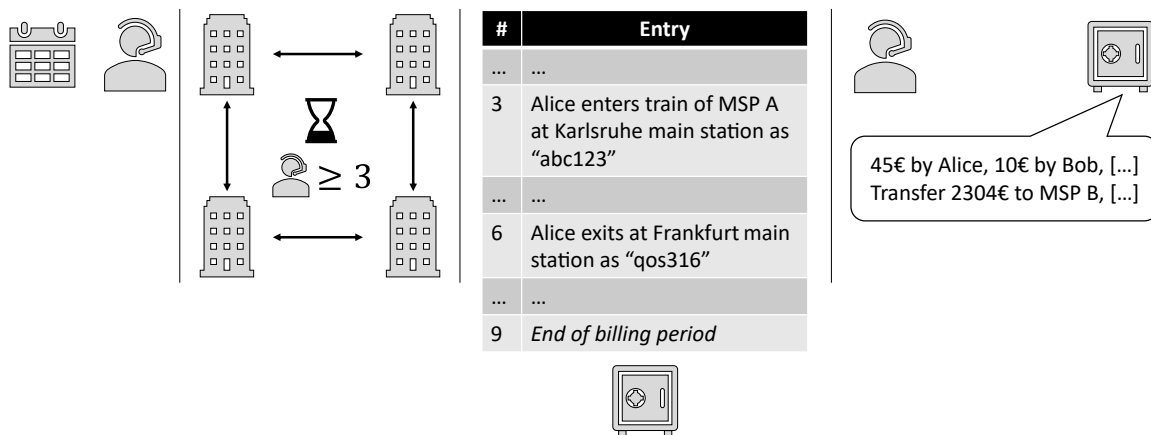 ≥ 3
# Entry
... ...
3 Alice enters train of MSP A
at Karlsruhe main station as
“abc123”
... ...
6 Alice exits at Frankfurt main
station as “qos316”
... ...
9 End of billing period
45€ by Alice, 10€ by Bob, [...]
Transfer 2304€ to MSP B, [...]